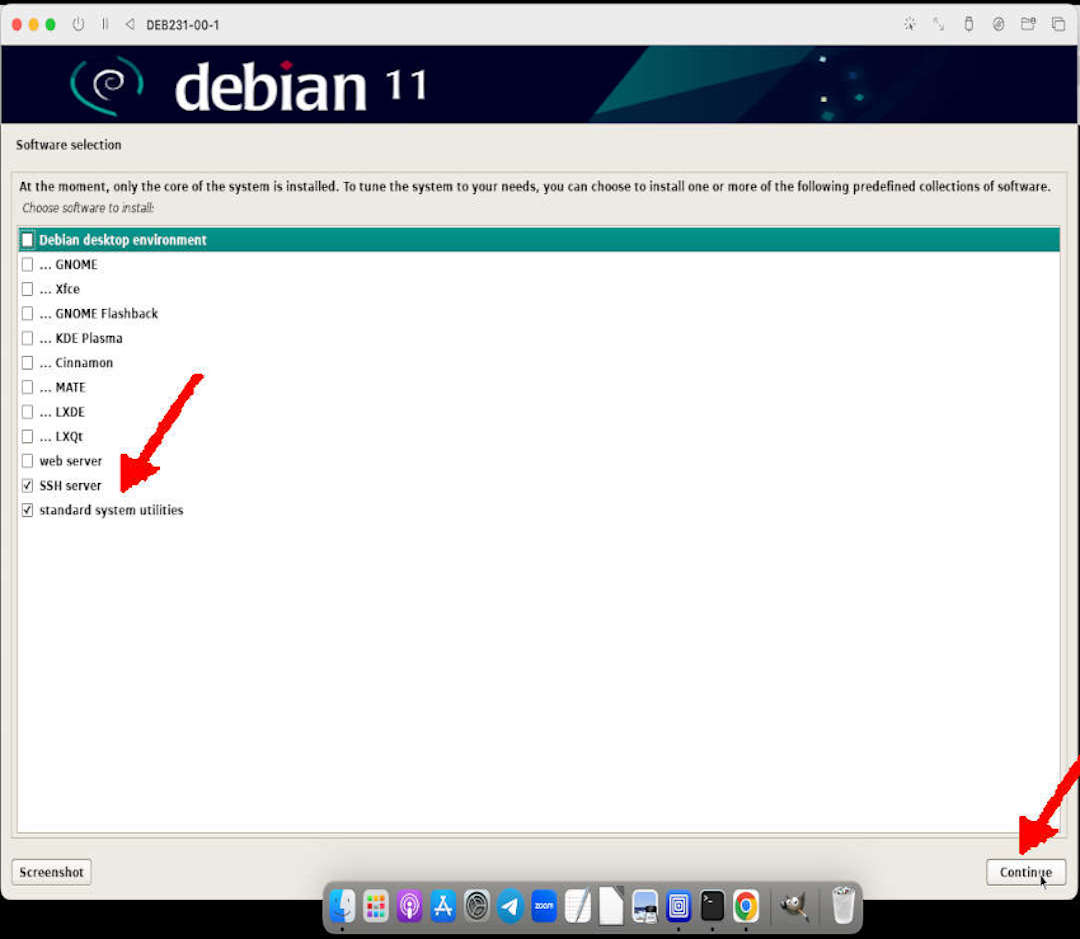 DEB231-00-1
debian 11
Software selection
At the moment, only the core of the system is installed. To tune the system to your needs, you can choose to install one or more of the following predefined collections of software.
Choose software to install:
Debian desktop environment
... GNOME
... Xfce
... GNOME Flashback
... KDE Plasma
... Cinnamon
... MATE
... LXDE
... LXQt
web server
SSH server
standard system utilities
Screenshot
Continue
zoom